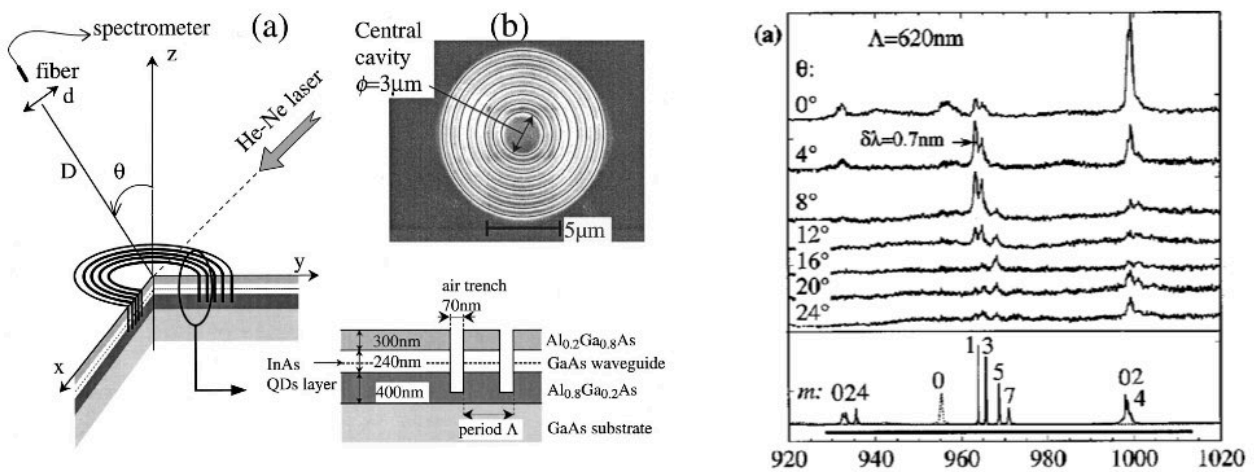 spectrometer
(a)
z
fiber
d
He-Ne laser
D
θ
y
x
(b)
Central
cavity
ϕ=3μm
5μm
air trench
70nm
300nm
Al0.2Ga0.8As
InAs
240nm
GaAs waveguide
QDs layer
400nm
Al0.8Ga0.2As
period Λ
GaAs substrate
(a)
Λ=620nm
θ:
0°
4°
δλ=0.7nm
8°
12°
16°
20°
24°
m: 024 0 13 5 7 02 4
920 940 960 980 1000 1020